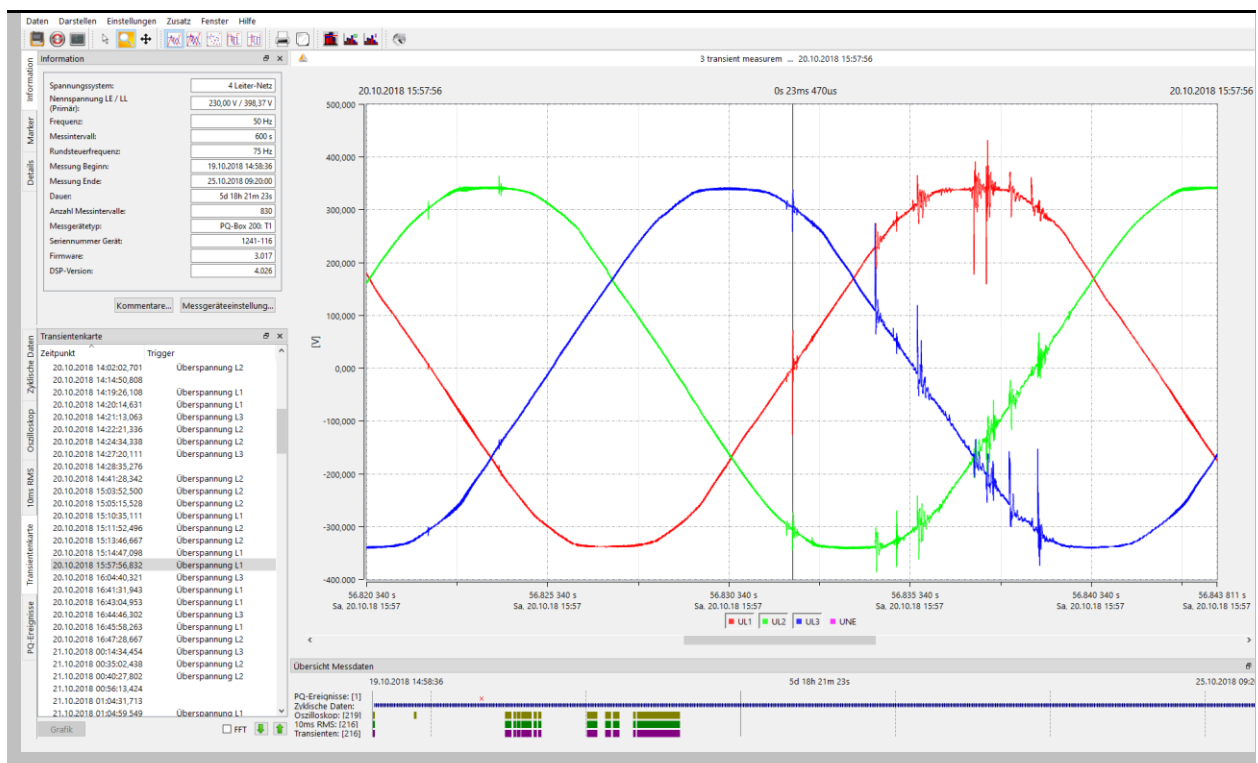 Daten Darstellen Einstellungen Zusatz Fenster Hilfe
Information
Information
Marker
Details
Spannungssystem: 4 Leiter-Netz
Nennspannung LE / LL
(Primär): 230,00 V / 398,37 V
Frequenz: 50 Hz
Messintervall: 600 s
Rundsteuerfrequenz: 75 Hz
Messung Beginn: 19.10.2018 14:58:36
Messung Ende: 25.10.2018 09:20:00
Dauer: 5d 18h 21m 23s
Anzahl Messintervalle: 830
Messgerätetyp: PQ-Box 200: T1
Seriennummer Gerät: 1241-116
Firmware: 3.017
DSP-Version: 4.026
Kommentare... Messgeräteeinstellung...
Transientenkarte
Zyklische Daten
Oszilloskop
10ms RMS
Transientenkarte
PQ-Ereignisse
Zeitpunkt Trigger
20.10.2018 14:02:02,701 Überspannung L2
20.10.2018 14:14:50,808
20.10.2018 14:19:26,108 Überspannung L1
20.10.2018 14:20:14,631 Überspannung L1
20.10.2018 14:21:13,063 Überspannung L3
20.10.2018 14:22:21,336 Überspannung L2
20.10.2018 14:24:34,338 Überspannung L2
20.10.2018 14:27:20,111 Überspannung L3
20.10.2018 14:28:35,276
20.10.2018 14:41:28,342 Überspannung L2
20.10.2018 15:03:52,500 Überspannung L2
20.10.2018 15:05:15,528 Überspannung L2
20.10.2018 15:10:35,111 Überspannung L1
20.10.2018 15:11:52,496 Überspannung L2
20.10.2018 15:13:46,667 Überspannung L2
20.10.2018 15:14:47,098 Überspannung L1
20.10.2018 15:57:56,832 Überspannung L1
20.10.2018 16:04:40,321 Überspannung L3
20.10.2018 16:41:31,943 Überspannung L1
20.10.2018 16:43:04,953 Überspannung L1
20.10.2018 16:44:46,302 Überspannung L3
20.10.2018 16:45:58,263 Überspannung L1
20.10.2018 16:47:28,667 Überspannung L2
21.10.2018 00:14:34,454 Überspannung L3
21.10.2018 00:35:02,438 Überspannung L2
21.10.2018 00:40:27,802 Überspannung L2
21.10.2018 00:56:13,424
21.10.2018 01:04:31,713
21.10.2018 01:04:59,549 Überspannung L1
Grafik FFT
3 transient measurem ... 20.10.2018 15:57:56
20.10.2018 15:57:56 0s 23ms 470us 20.10.2018 15:57:56
500,000
400,000
300,000
200,000
100,000
0,000
-100,000
-200,000
-300,000
-400,000
[V]
56.820 340 s 56.825 340 s 56.830 340 s 56.835 340 s 56.840 340 s 56.843 811 s
Sa. 20.10.18 15:57 Sa. 20.10.18 15:57 Sa. 20.10.18 15:57 Sa. 20.10.18 15:57 Sa. 20.10.18 15:57 Sa. 20.10.18 15:57
UL1 UL2 UL3 UNE
Übersicht Messdaten
19.10.2018 14:58:36 5d 18h 21m 23s 25.10.2018 09:2
PQ-Ereignisse: [1]
Zyklische Daten:
Oszilloskop: [219]
10ms RMS: [216]
Transienten: [216]